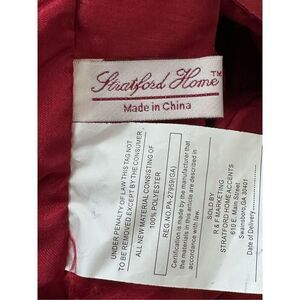 Stratford Home™
Made in China
UNDER PENALTY OF LAW THIS TAG NOT
TO BE REMOVED EXCEPT BY THE CONSUMER
ALL NEW MATERIAL CONSISTING OF
100% POLYESTER
REG.NO.PA-27959(GA)
Certification is made by the manufacturer that
the materials in this article are described in
accordance with law.
SOLD BY
R & F MARKETING
STRATFORD HOME ACCENTS
610 E. Main Street
Swainsboro,GA 30401
Date of Delivery